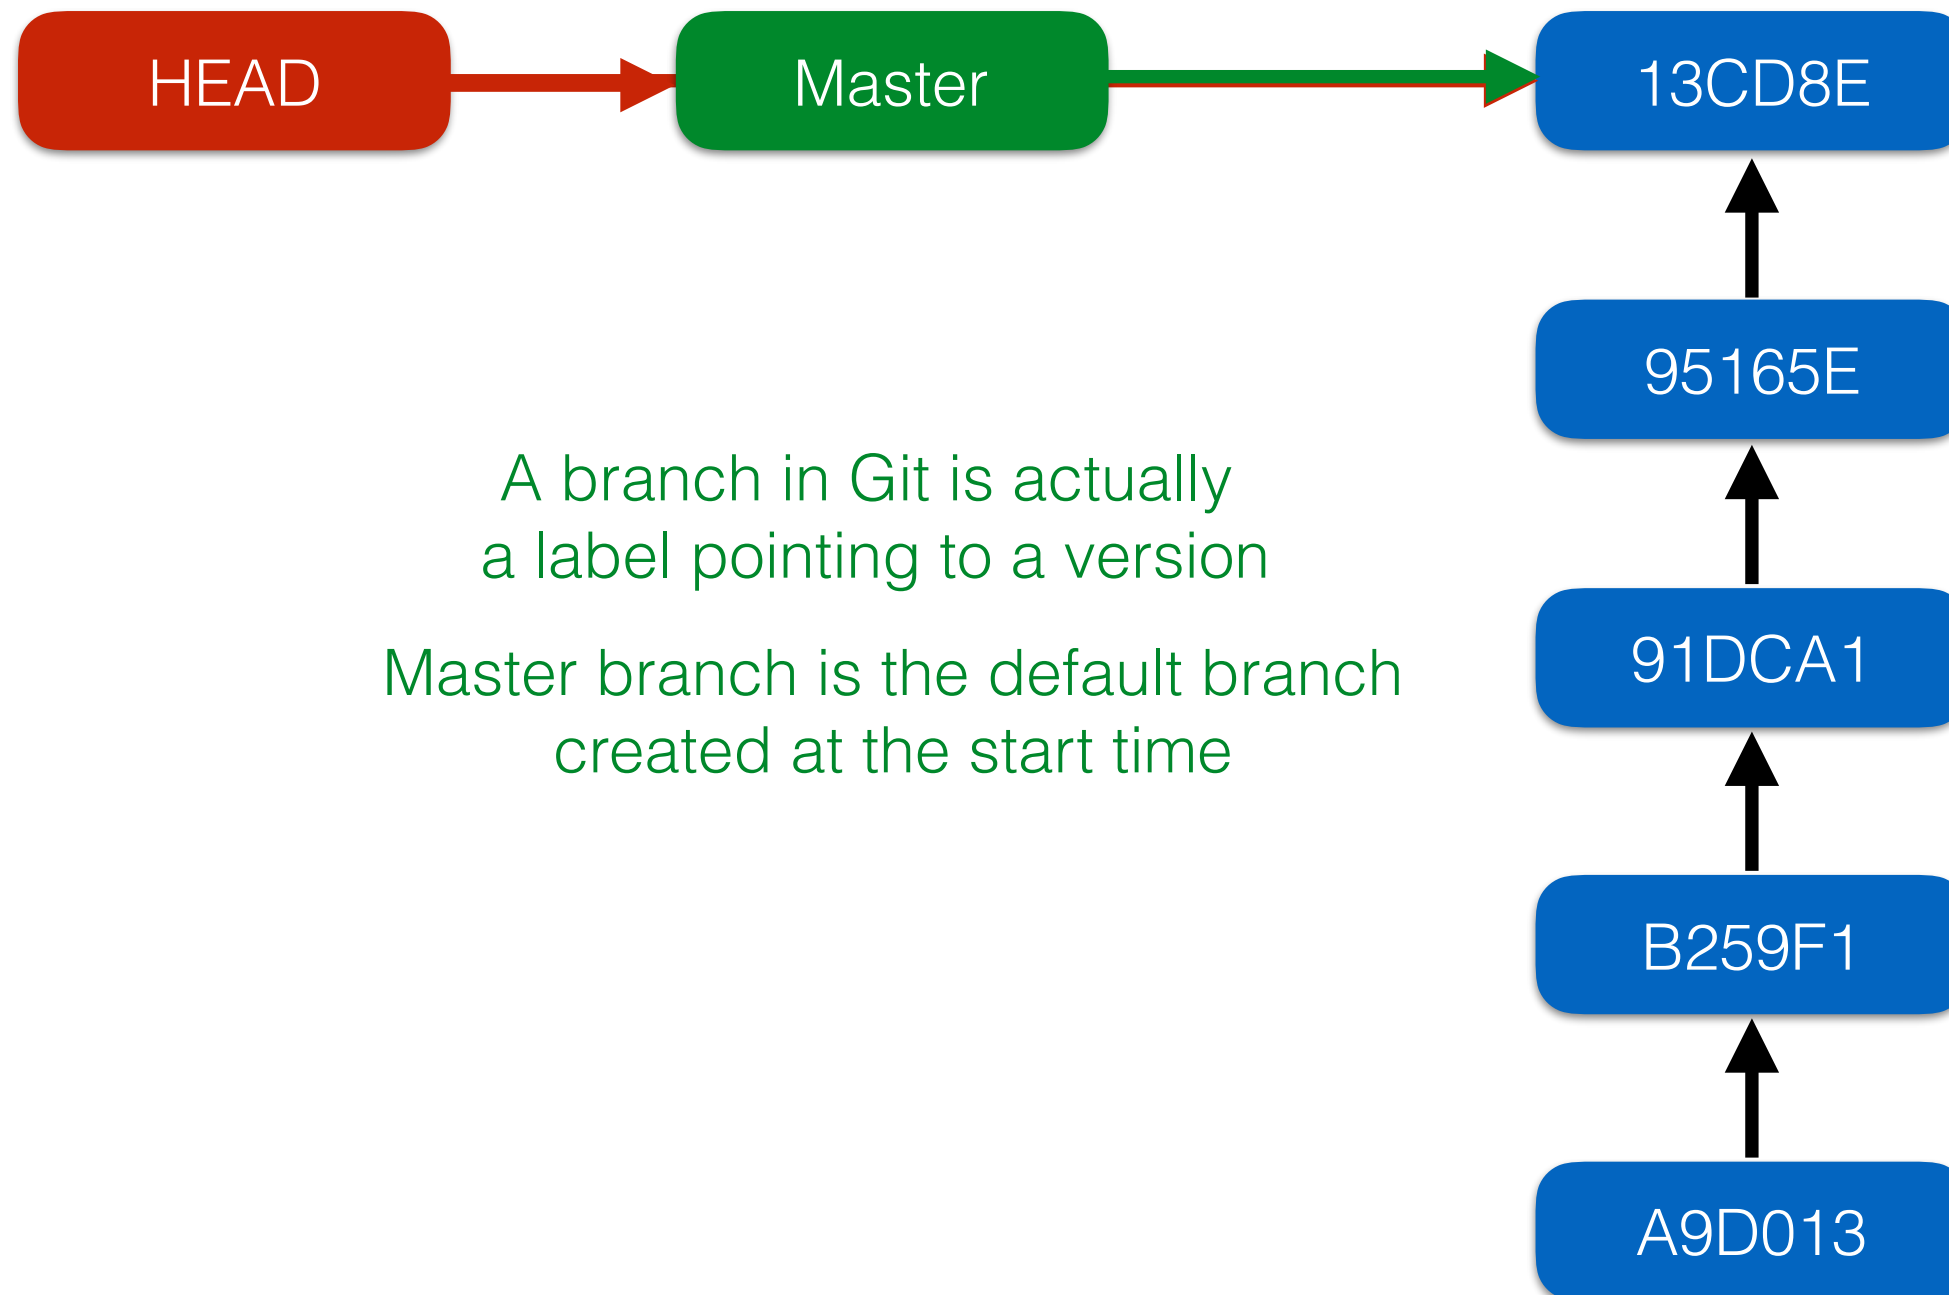 HEAD
Master
13CD8E
95165E
A branch in Git is actually
a label pointing to a version
Master branch is the default branch
created at the start time
91DCA1
B259F1
A9D013